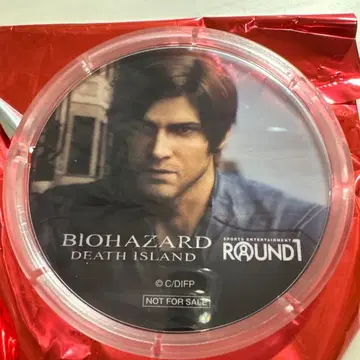 BIOHAZARD
DEATH ISLAND
SPORTS ENTERTAINMENT
ROUND1
© C/DIFP
NOT FOR SALE